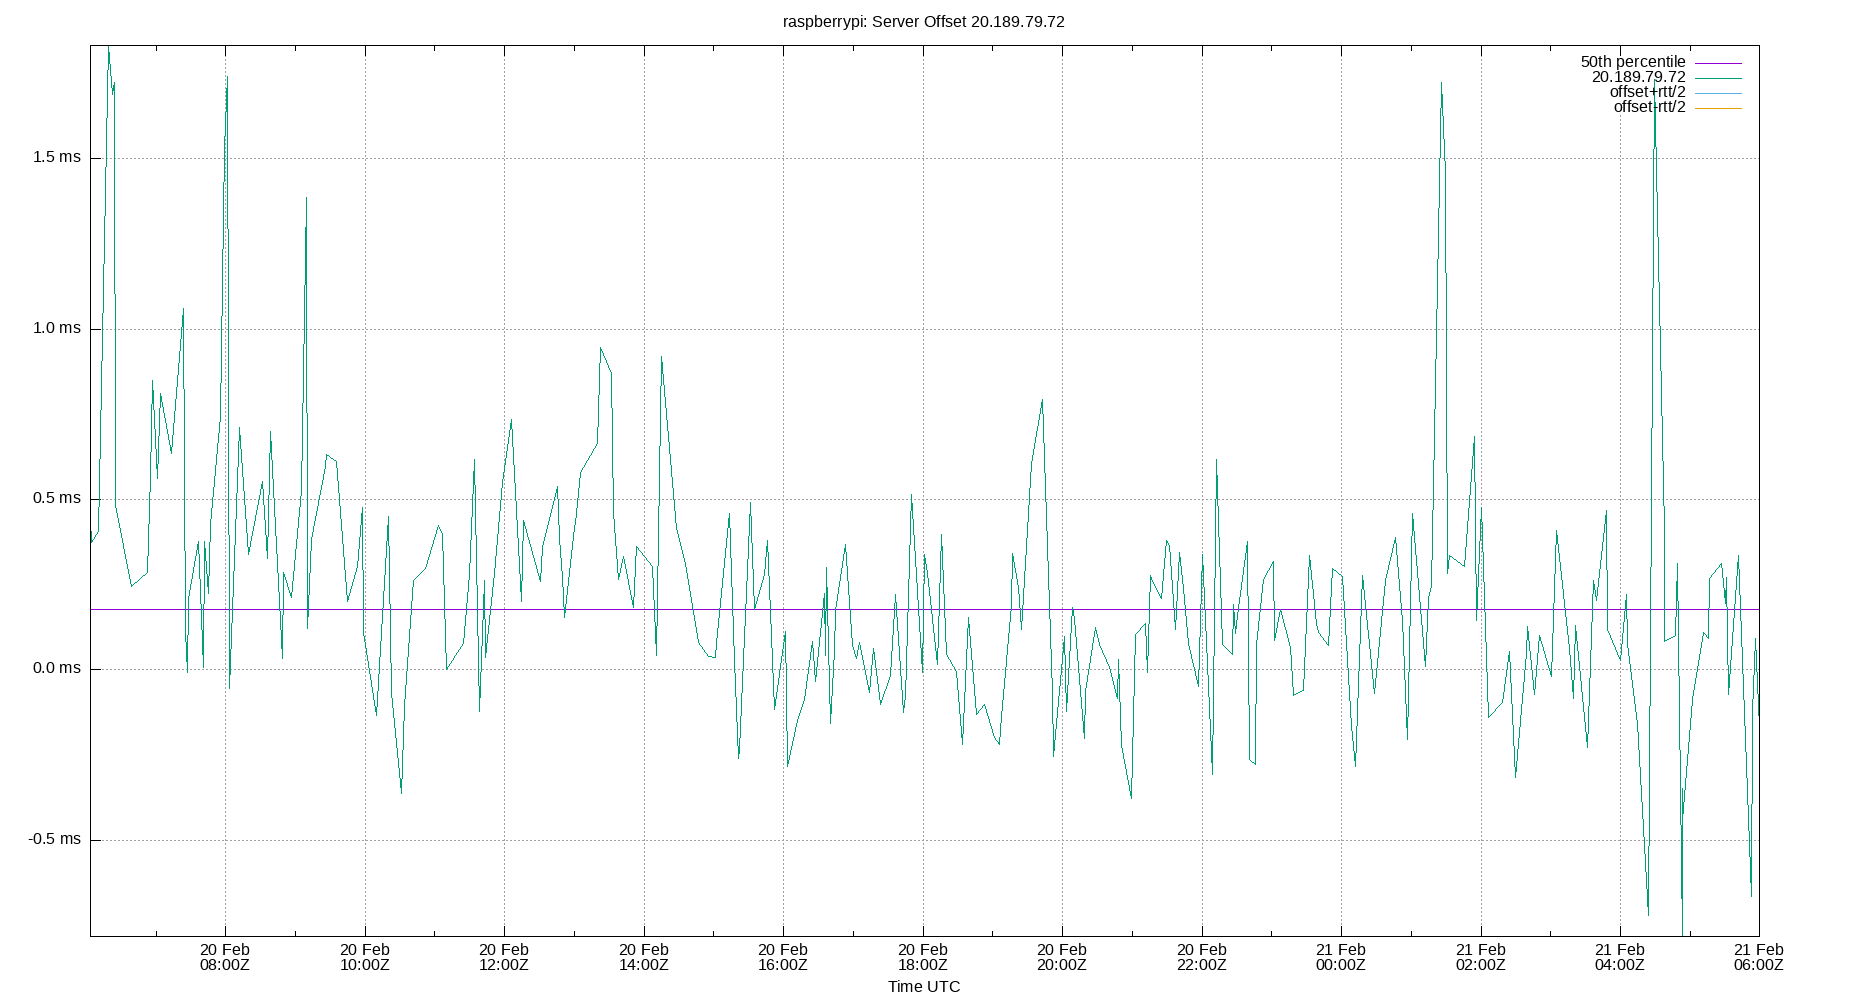 raspberrypi: Server Offset 20.189.79.72
50th percentile
20.189.79.72
offset+rtt/2
offset-rtt/2
1.5 ms
1.0 ms
0.5 ms
0.0 ms
-0.5 ms
20 Feb 20 Feb 20 Feb 20 Feb 20 Feb 20 Feb 20 Feb 20 Feb 21 Feb 21 Feb 21 Feb 21 Feb
08:00Z 10:00Z 12:00Z 14:00Z 16:00Z 18:00Z 20:00Z 22:00Z 00:00Z 02:00Z 04:00Z 06:00Z
Time UTC